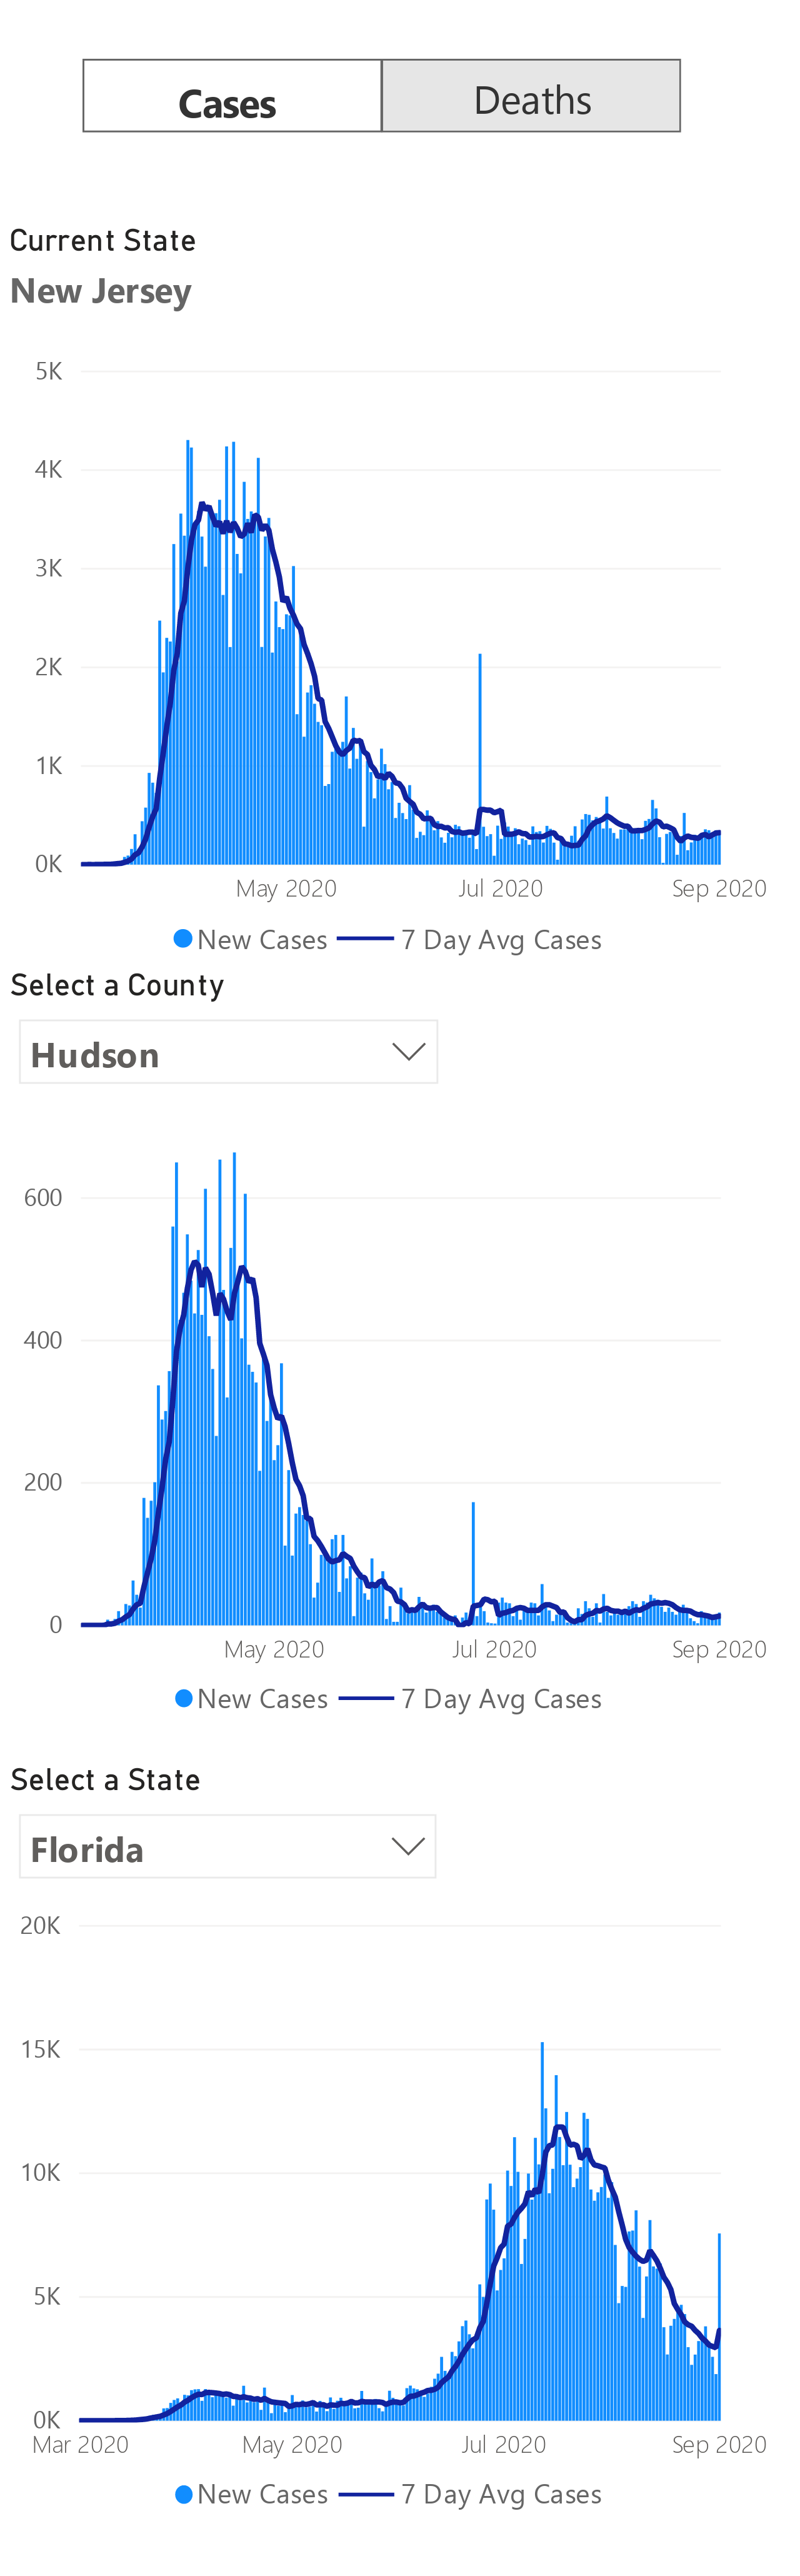 Cases Deaths
Current State
New Jersey
5K
4K
3K
2K
1K
0K
May 2020 Jul 2020 Sep 2020
New Cases 7 Day Avg Cases
Select a County
Hudson
600
400
200
0
May 2020 Jul 2020 Sep 2020
New Cases 7 Day Avg Cases
Select a State
Florida
20K
15K
10K
5K
0K
Mar 2020 May 2020 Jul 2020 Sep 2020
New Cases 7 Day Avg Cases